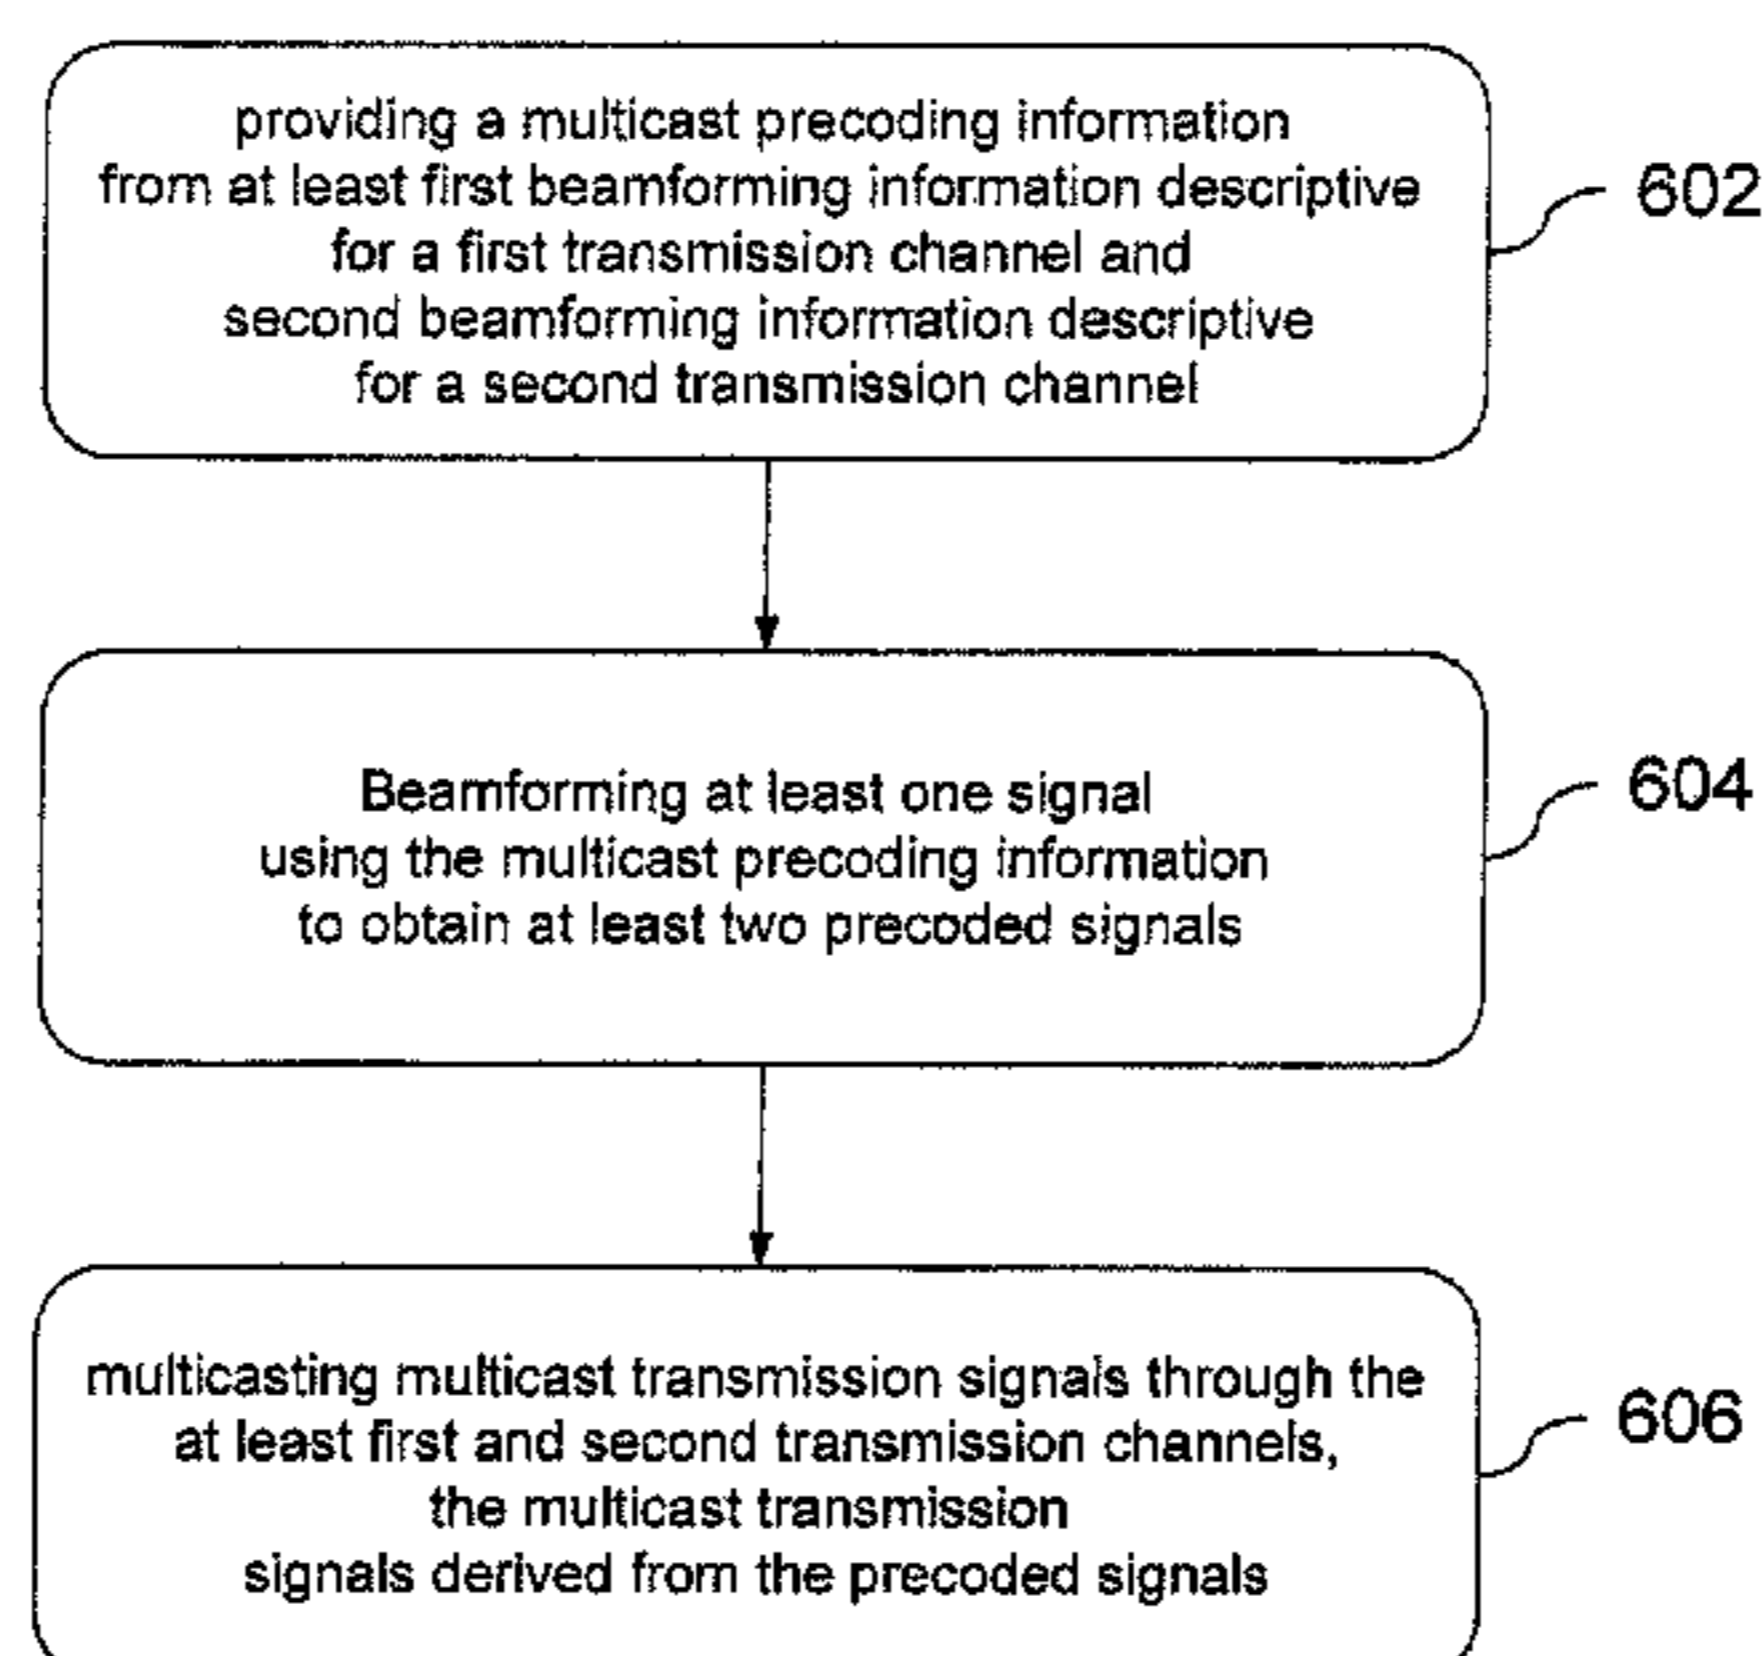 providing a multicast precoding information
from at least first beamforming information descriptive
for a first transmission channel and
second beamforming information descriptive
for a second transmission channel
602
Beamforming at least one signal
using the multicast precoding information
to obtain at least two precoded signals
604
multicasting multicast transmission signals through the
at least first and second transmission channels,
the multicast transmission
signals derived from the precoded signals
606